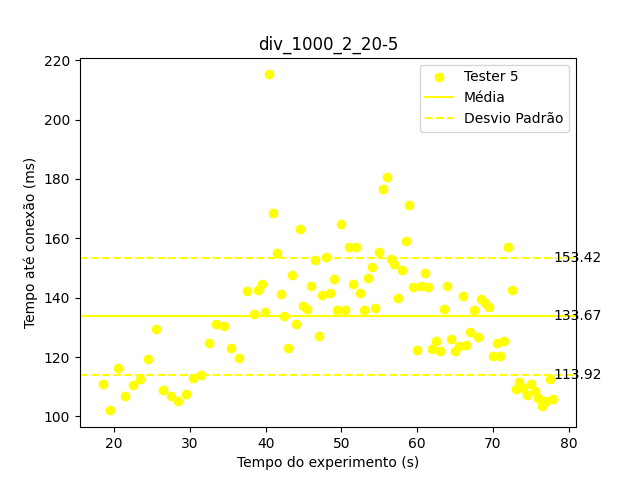 div_1000_2_20-5
Tester 5
Média
Desvio Padrão
220
200
180
160
140
120
100
Tempo até conexão (ms)
153.42
133.67
113.92
20 30 40 50 60 70 80
Tempo do experimento (s)